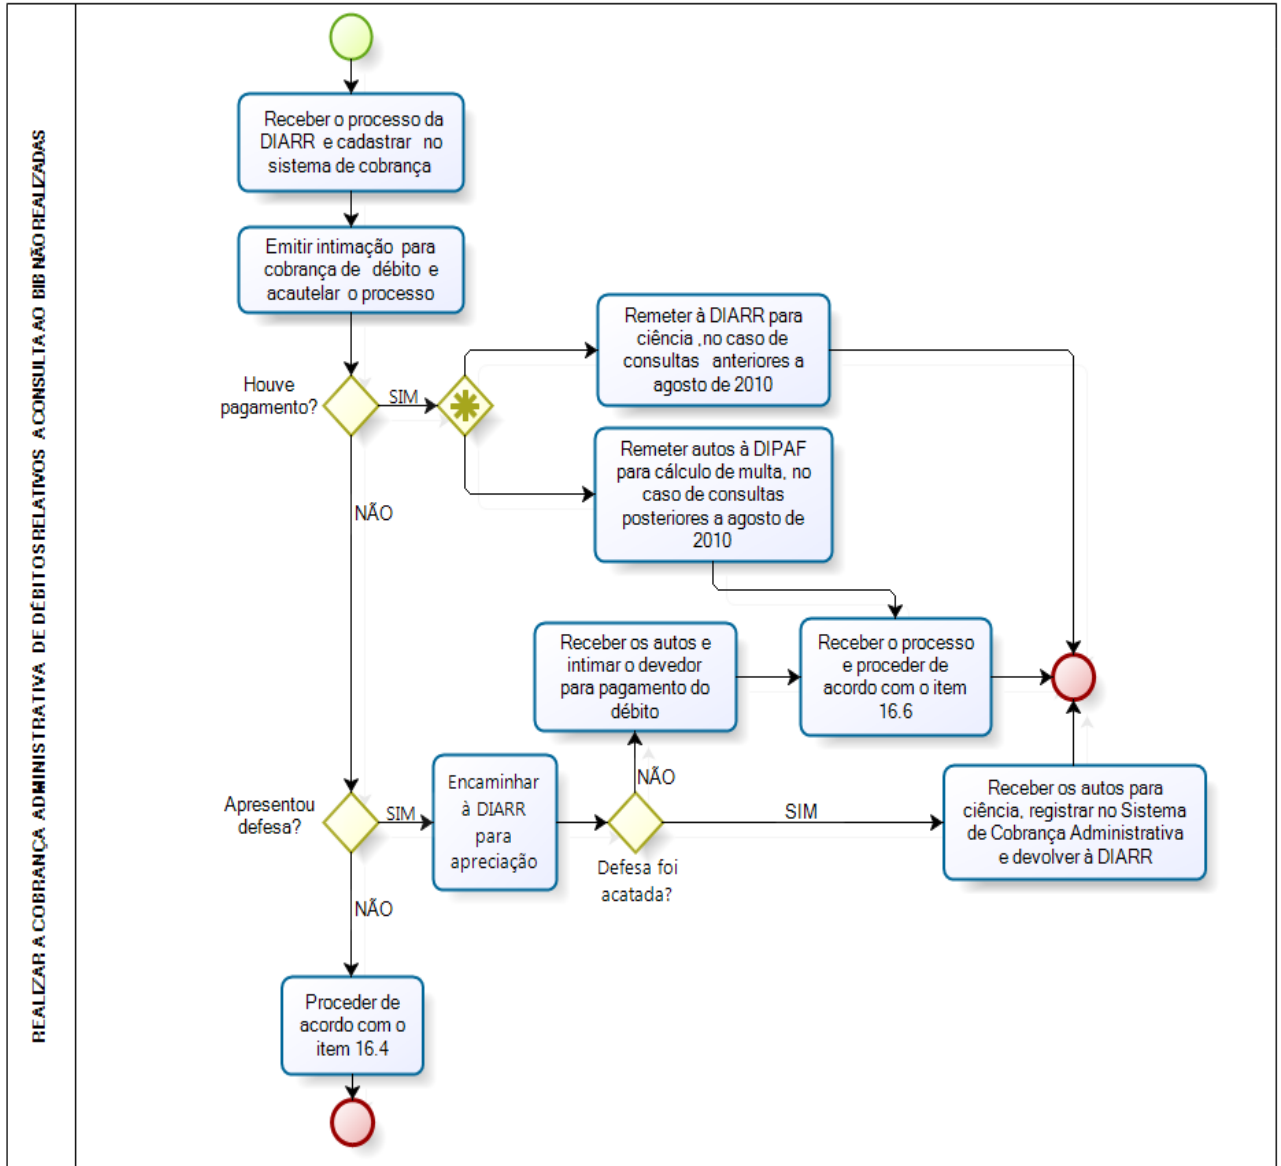 REALIZAR A COBRANÇA ADMINISTRATIVA DE DÉBITOS RELATIVOS A CONSULTA AO BIB NÃO REALIZADAS
Receber o processo da
DIARR e cadastrar no
sistema de cobrança
Emitir intimação para
cobrança de débito e
acautelar o processo
Houve
pagamento?
SIM
Remeter à DIARR para
ciência ,no caso de
consultas anteriores a
agosto de 2010
Remeter autos à DIPAF
para cálculo de multa, no
caso de consultas
posteriores a agosto de
2010
NÃO
Receber os autos e
intimar o devedor
para pagamento do
débito
Receber o processo
e proceder de
acordo com o item
16.6
NÃO
Apresentou
defesa?
SIM
Encaminhar
à DIARR
para
apreciação
Defesa foi
acatada?
SIM
Receber os autos para
ciência, registrar no Sistema
de Cobrança Administrativa
e devolver à DIARR
NÃO
Proceder de
acordo com o
item 16.4